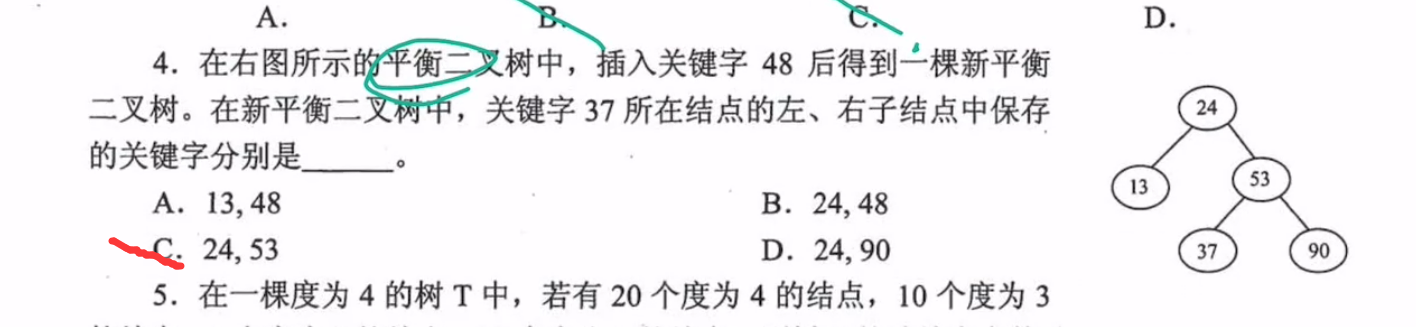 A. B. C. D.
4. 在右图所示的平衡二叉树中，插入关键字 48 后得到一棵新平衡
二叉树。在新平衡二叉树中，关键字 37 所在结点的左、右子结点中保存
的关键字分别是______。
A. 13, 48 B. 24, 48
C. 24, 53 D. 24, 90
24
13 53
37 90
5. 在一棵度为 4 的树 T 中，若有 20 个度为 4 的结点，10 个度为 3